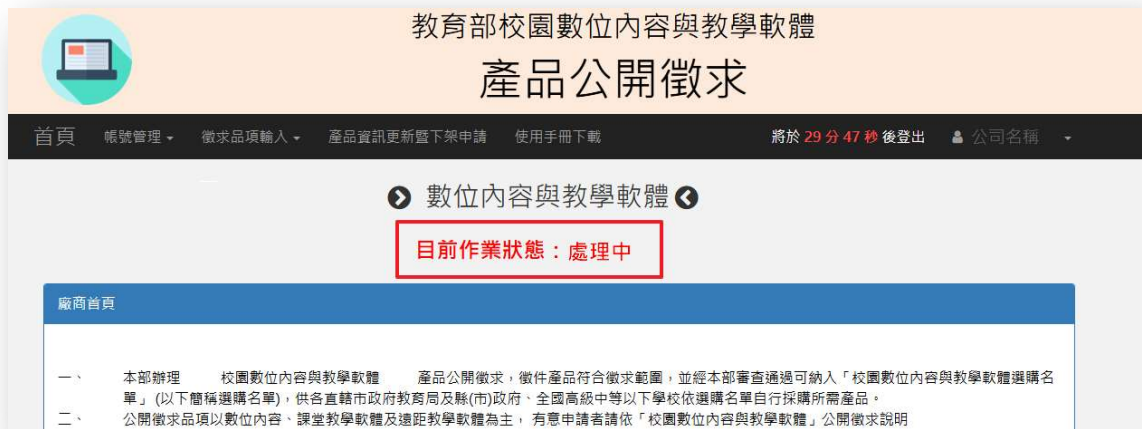 教育部校園數位內容與教學軟體
產品公開徵求
首頁 帳號管理 徵求品項輸入 產品資訊更新暨下架申請 使用手冊下載 將於 29 分 47 秒 後登出 公司名稱
數位內容與教學軟體
目前作業狀態：處理中
廠商首頁
一、 本部辦理 校園數位內容與教學軟體 產品公開徵求，徵件產品符合徵求範圍，並經本部審查通過可納入「校園數位內容與教學軟體選購名
單」(以下簡稱選購名單)，供各直轄市政府教育局及縣(市)政府、全國高級中等以下學校依選購名單自行採購所需產品。
二、 公開徵求品項以數位內容、課堂教學軟體及遠距教學軟體為主， 有意申請者請依「校園數位內容與教學軟體」公開徵求說明